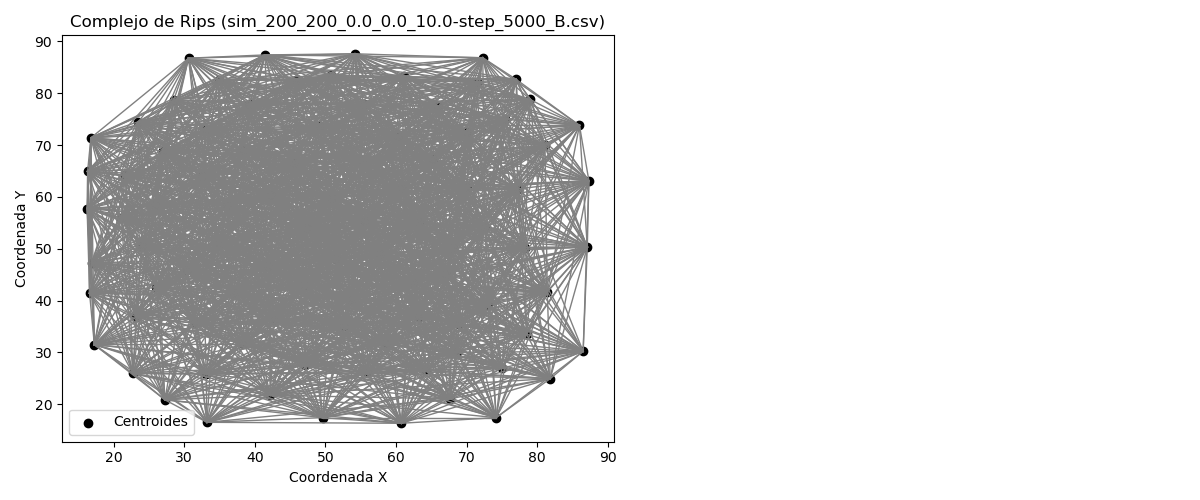 Complejo de Rips (sim_200_200_0.0_0.0_10.0-step_5000_B.csv)
90
80
70
60
50
40
30
20
Coordenada Y
Centroides
20 30 40 50 60 70 80 90
Coordenada X